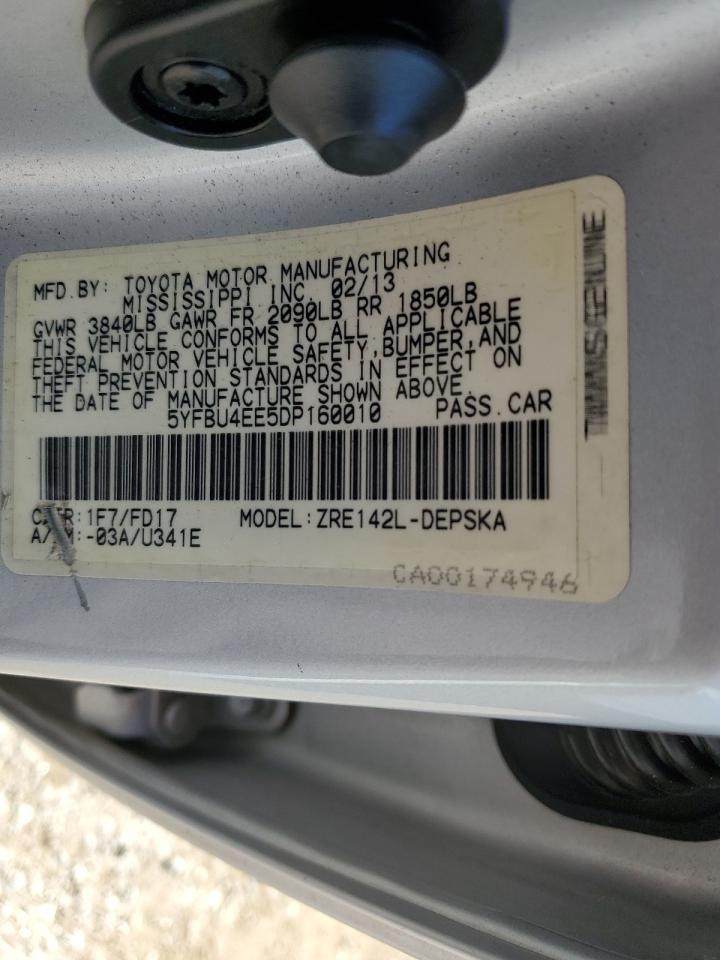 MFD.BY: TOYOTA MOTOR MANUFACTURING
MISSISSIPPI INC. 02/13
GVWR 3840LB GAWR FR 2090LB RR 1850LB
THIS VEHICLE CONFORMS TO ALL APPLICABLE
FEDERAL MOTOR VEHICLE SAFETY,BUMPER,AND
THEFT PREVENTION STANDARDS IN EFFECT ON
THE DATE OF MANUFACTURE SHOWN ABOVE.
5YFBU4EE5DP160010 PASS.CAR
C/TR:1F7/FD17 MODEL:ZRE142L-DEPSKA
A/TM:-03A/U341E
CA00174946